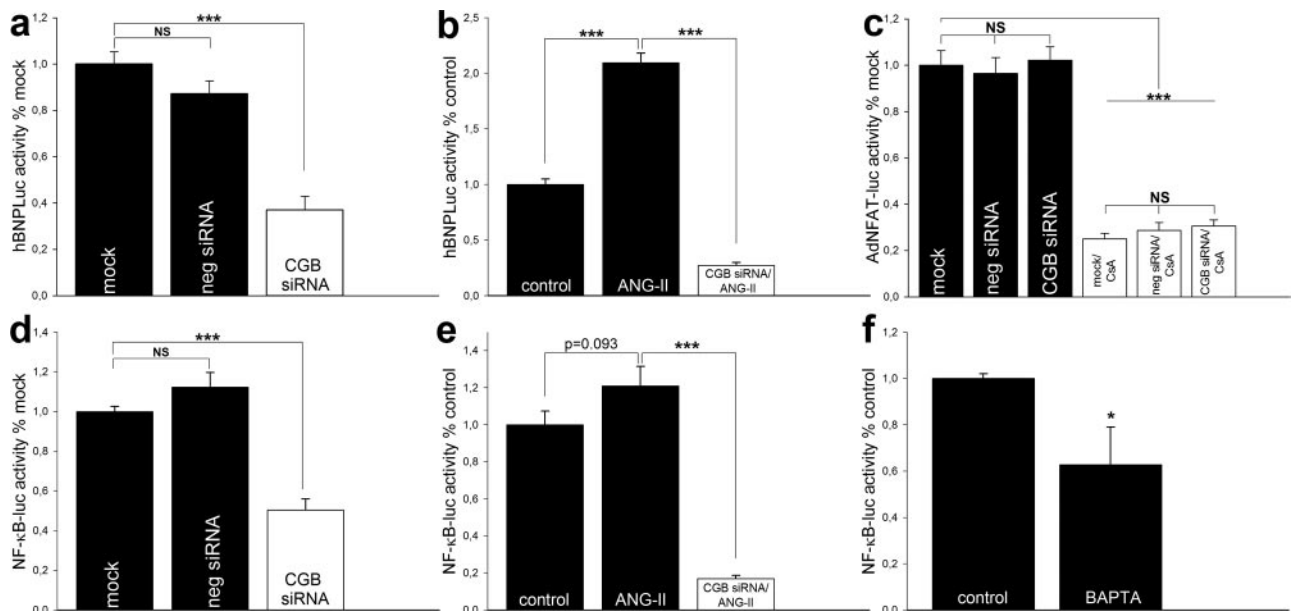 a
hBNPLuc activity % mock
1,2
1,0
0,8
0,6
0,4
0,2
0,0
***
NS
mock
neg siRNA
CGB
siRNA
b
hBNPLuc activity % control
2,5
2,0
1,5
1,0
0,5
0,0
***
***
control
ANG-II
CGB siRNA/
ANG-II
c
AdNFAT-luc activity % mock
1,2
1,0
0,8
0,6
0,4
0,2
0,0
NS
***
NS
mock
neg siRNA
CGB siRNA
mock/
CsA
neg siRNA/
CsA
CGB siRNA/
CsA
d
NF-κB-luc activity % mock
1,4
1,2
1,0
0,8
0,6
0,4
0,2
0,0
***
NS
mock
neg siRNA
CGB
siRNA
e
NF-κB-luc activity % control
1,4
1,2
1,0
0,8
0,6
0,4
0,2
0,0
p=0.093
***
control
ANG-II
CGB siRNA/
ANG-II
f
NF-κB-luc activity % control
1,2
1,0
0,8
0,6
0,4
0,2
0,0
*
control
BAPTA